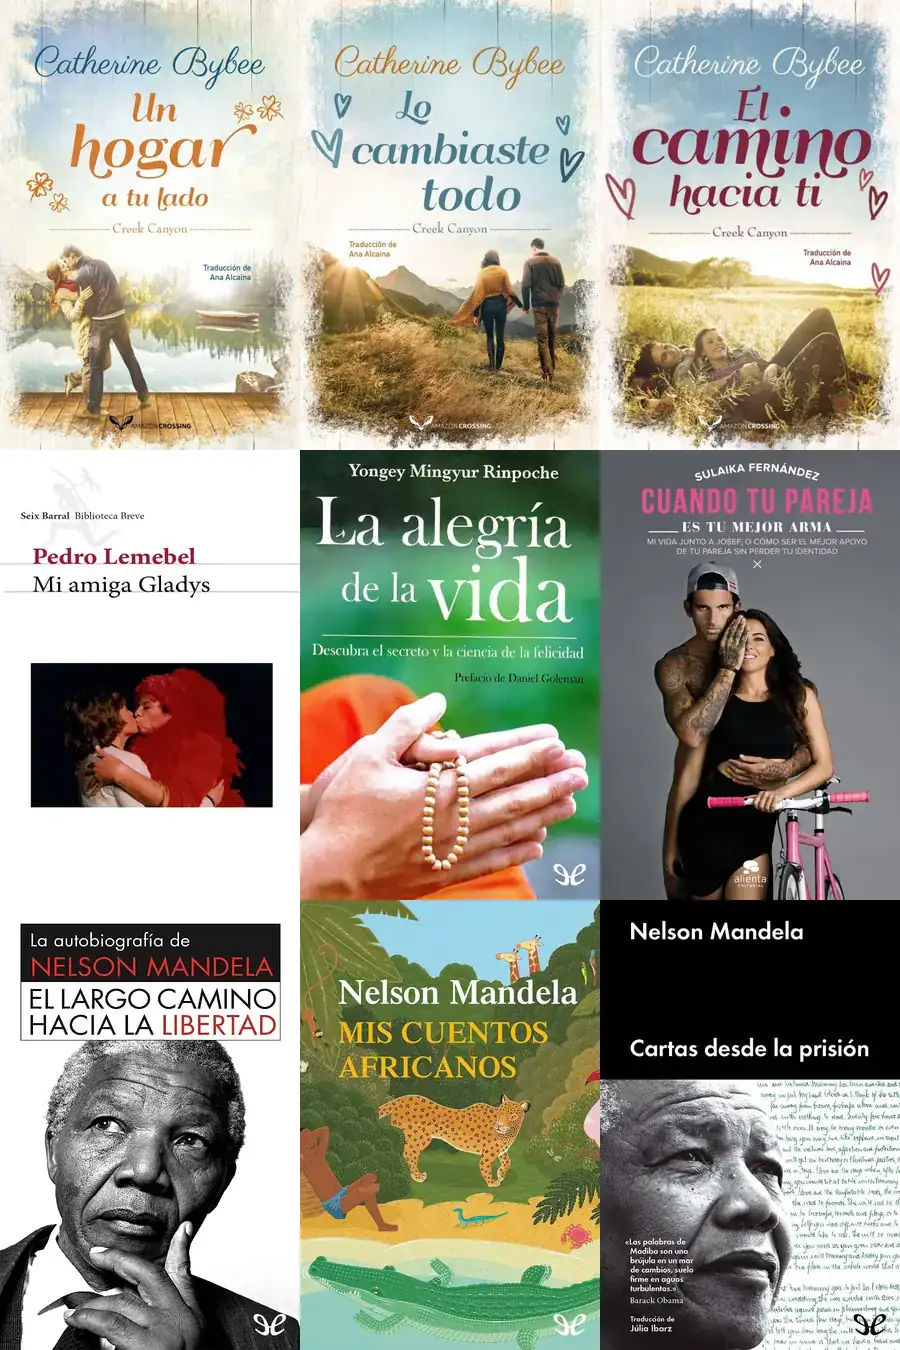 Catherine Bybee
Un
hogar
a tu lado
Creek Canyon
Traducción de
Ana Alcaina
AMAZON CROSSING
Catherine Bybee
Lo
cambiaste
todo
Creek Canyon
Traducción de
Ana Alcaina
AMAZON CROSSING
Catherine Bybee
El
camino
hacia ti
Creek Canyon
Traducción de
Ana Alcaina
AMAZON CROSSING
Seix Barral Biblioteca Breve
Pedro Lemebel
Mi amiga Gladys
Yongey Mingyur Rinpoche
La alegría
de la vida
Descubra el secreto y la ciencia de la felicidad
Prefacio de Daniel Goleman
SULAIKA FERNÁNDEZ
CUANDO TU PAREJA
ES TU MEJOR ARMA
MI VIDA JUNTO A JOSEF, O CÓMO SER EL MEJOR APOYO
DE TU PAREJA SIN PERDER TU IDENTIDAD
alienta
EDITORIAL
La autobiografía de
NELSON MANDELA
EL LARGO CAMINO
HACIA LA LIBERTAD
Nelson Mandela
MIS CUENTOS
AFRICANOS
Nelson Mandela
Cartas desde la prisión
«Las palabras de
Madiba son una
brújula en un mar
de cambios, suelo
firme en aguas
turbulentas.»
Barack Obama
Traducción de
Júlia Ibarz